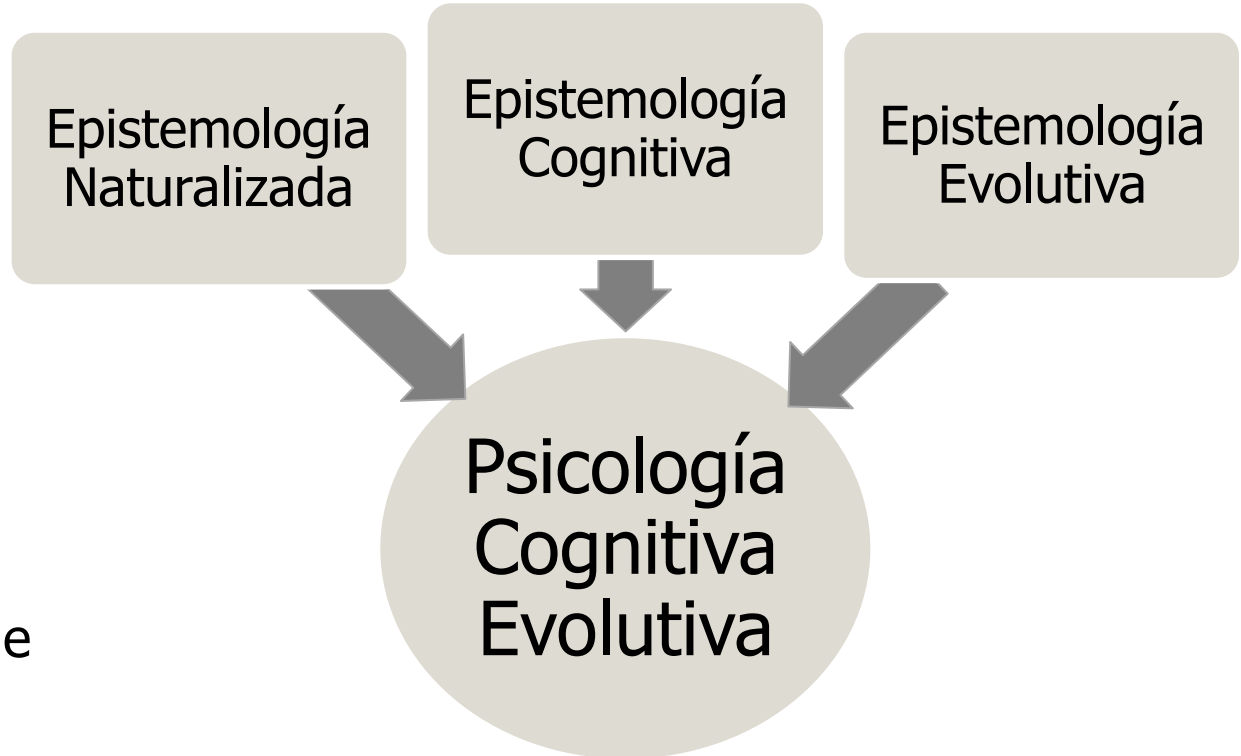 Epistemología
Naturalizada
Epistemología
Cognitiva
Epistemología
Evolutiva
Psicología
Cognitiva
Evolutiva
e